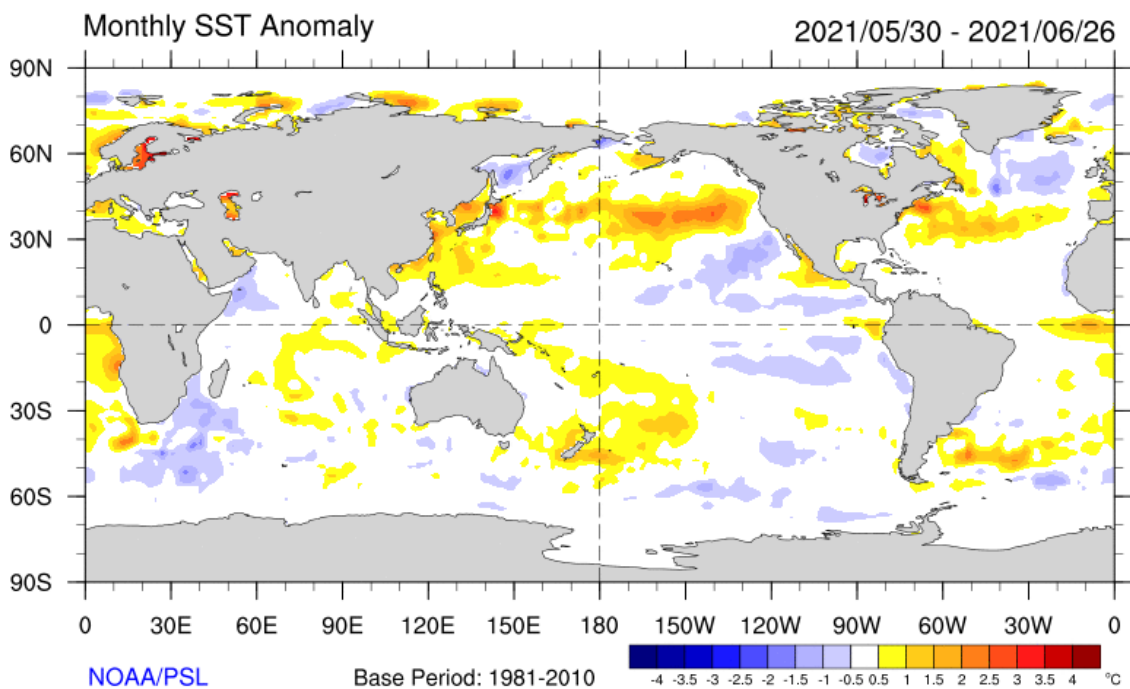 Monthly SST Anomaly 2021/05/30 - 2021/06/26
90N
60N
30N
0
30S
60S
90S
0 30E 60E 90E 120E 150E 180 150W 120W 90W 60W 30W 0
NOAA/PSL Base Period: 1981-2010
-4 -3.5 -3 -2.5 -2 -1.5 -1 -0.5 0.5 1 1.5 2 2.5 3 3.5 4 °C